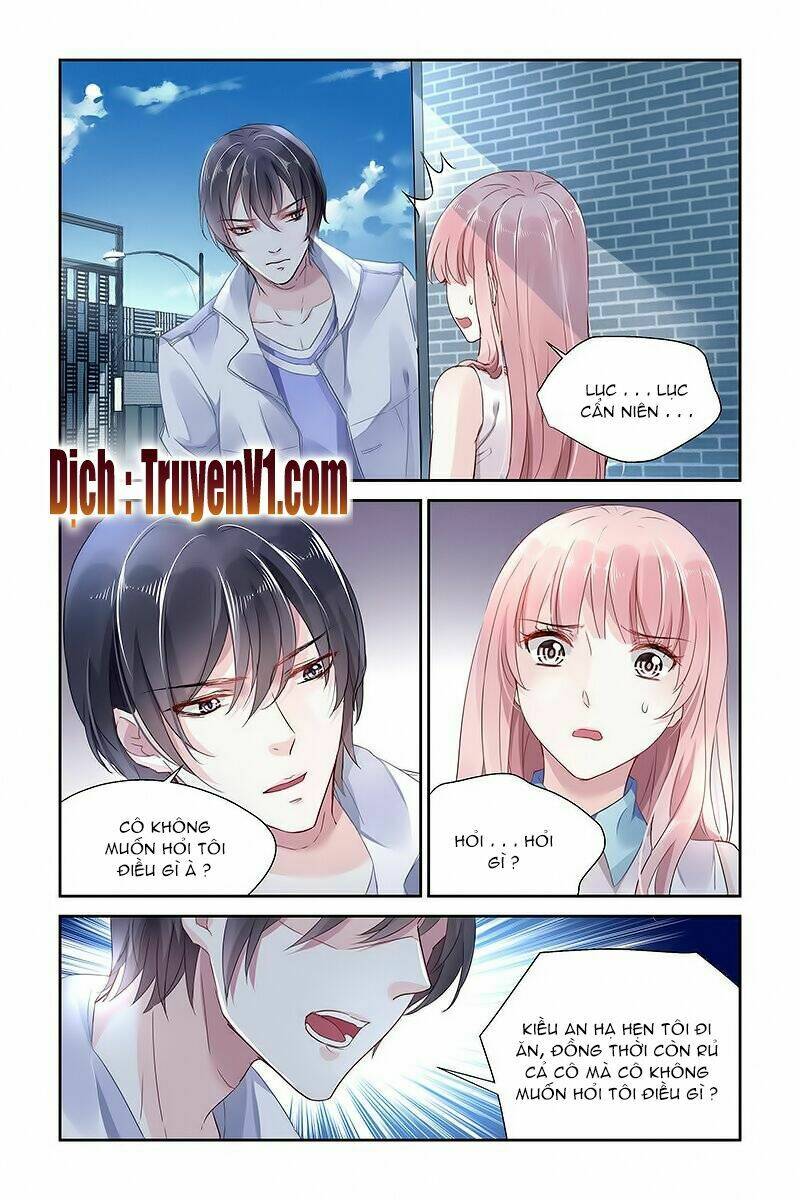 LỤC . . . LỤC
CẨN NIÊN . . .
Dịch : TruyenV1.com
CÔ KHÔNG
MUỐN HỎI TÔI
ĐIỀU GÌ À ?
HỎI . . . HỎI
GÌ ?
KIỀU AN HẠ HẸN TÔI ĐI
ĂN, ĐỒNG THỜI CÒN RỦ
CẢ CÔ MÀ CÔ KHÔNG
MUỐN HỎI TÔI ĐIỀU GÌ ?